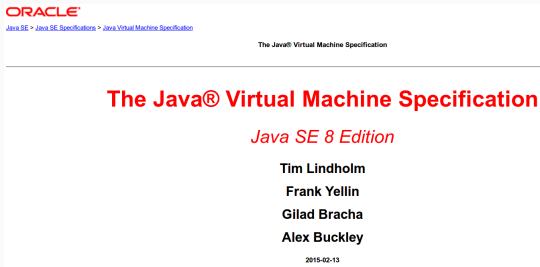 ORACLE®
Java SE > Java SE Specifications > Java Virtual Machine Specification
The Java® Virtual Machine Specification
The Java® Virtual Machine Specification
Java SE 8 Edition
Tim Lindholm
Frank Yellin
Gilad Bracha
Alex Buckley
2015-02-13